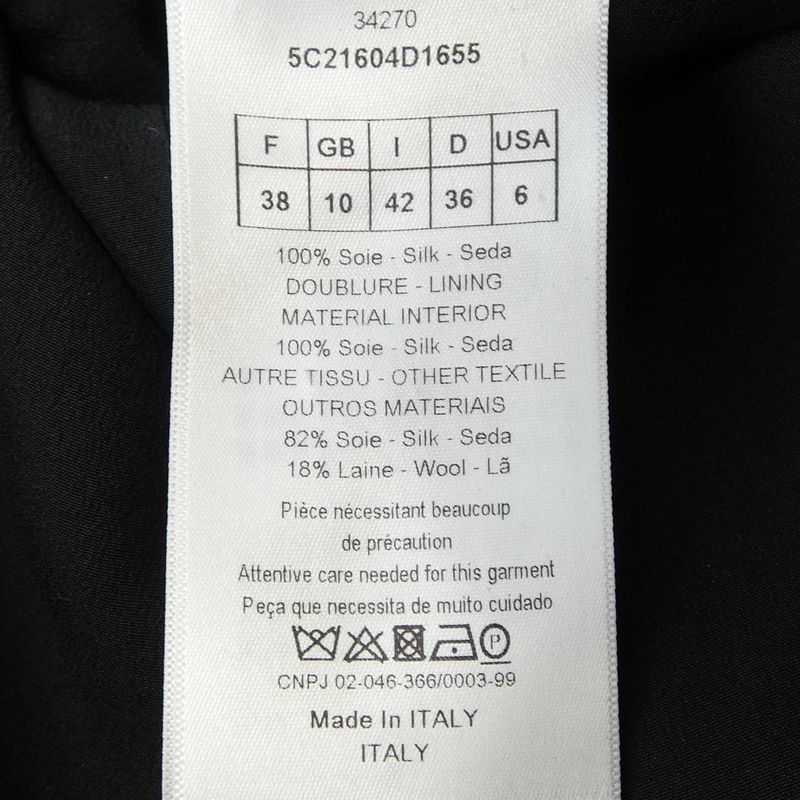 34270
5C21604D1655
F GB I D USA
38 10 42 36 6
100% Soie - Silk - Seda
DOUBLURE - LINING
MATERIAL INTERIOR
100% Soie - Silk - Seda
AUTRE TISSU - OTHER TEXTILE
OUTROS MATERIAIS
82% Soie - Silk - Seda
18% Laine - Wool - Lã
Pièce nécessitant beaucoup
de précaution
Attentive care needed for this garment
Peça que necessita de muito cuidado
P
CNPJ 02-046-366/0003-99
Made In ITALY
ITALY